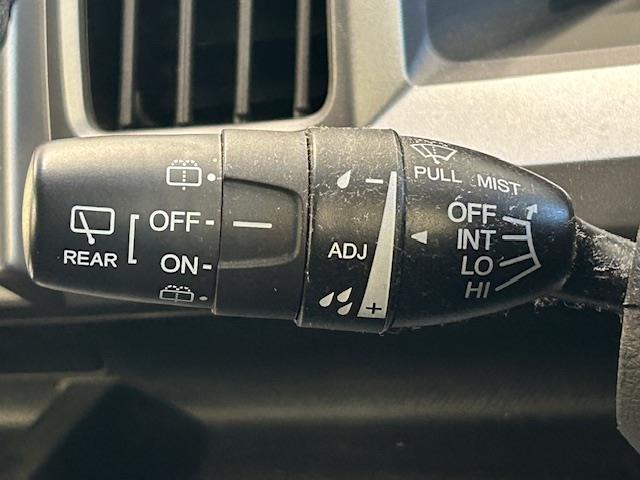 REAR
OFF
ON
ADJ
-
+
PULL MIST
OFF
INT
LO
HI